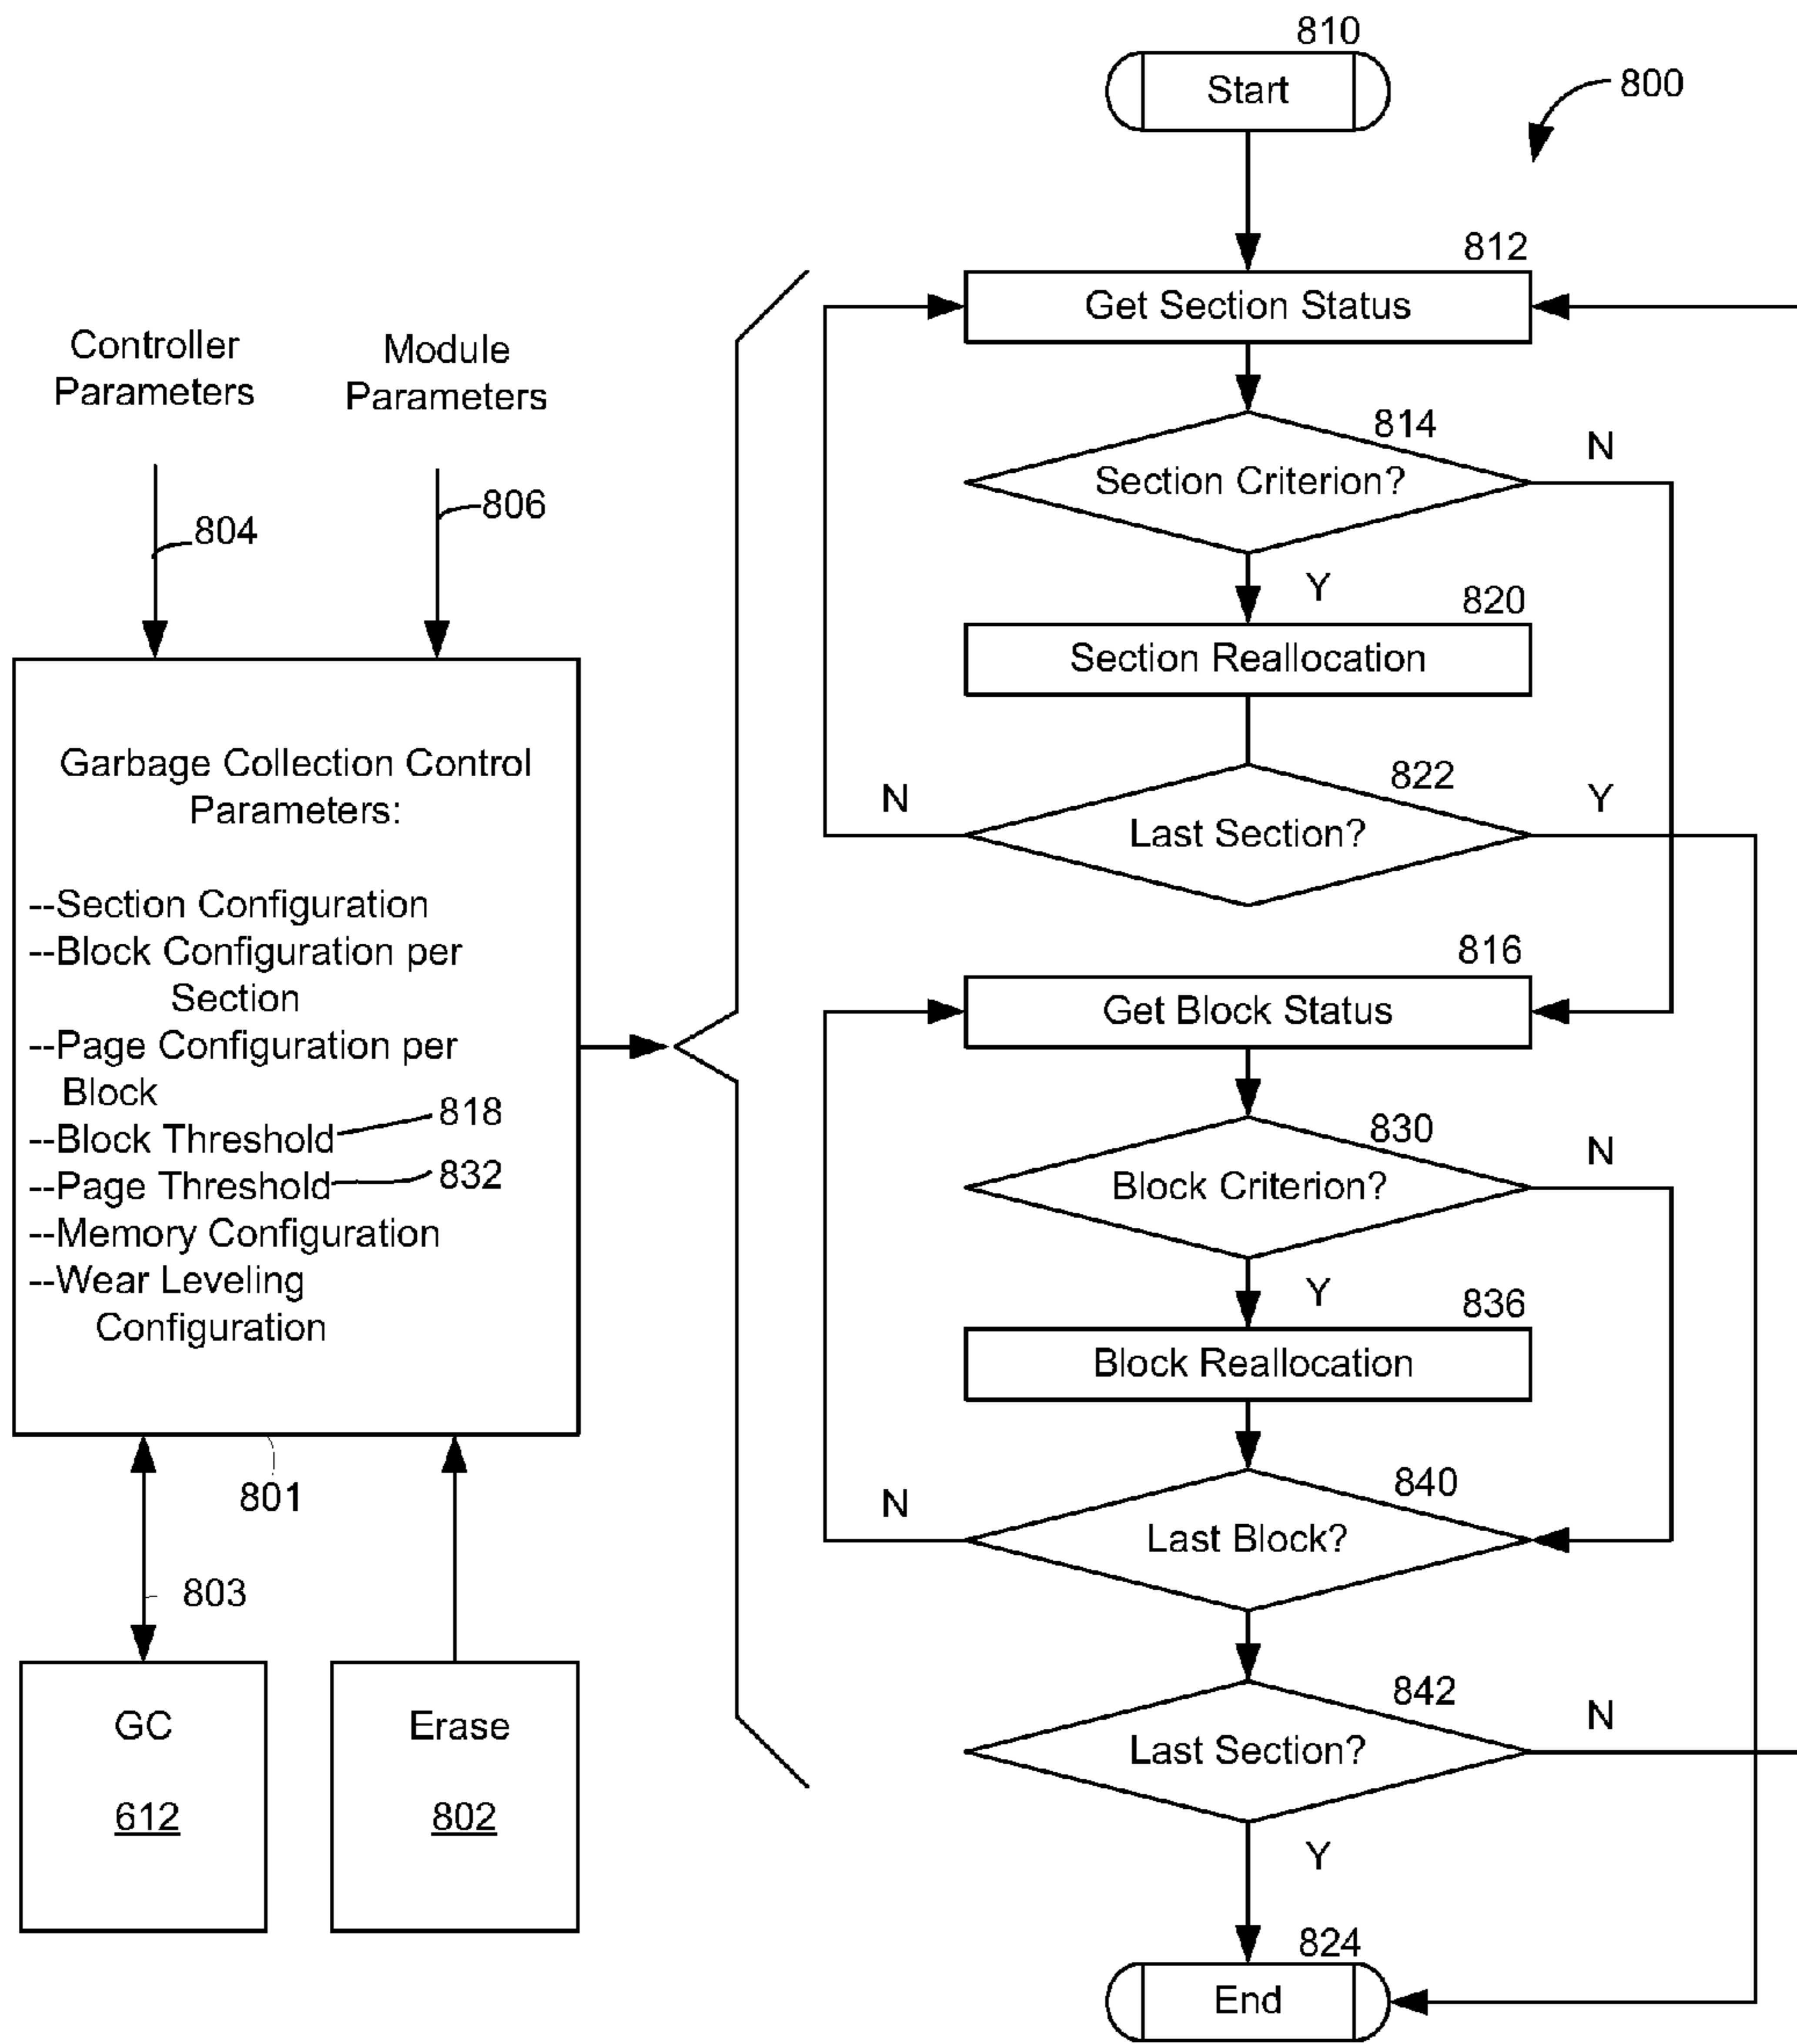 810
Start
800
812
Get Section Status
Controller
Parameters
Module
Parameters
814
N
Section Criterion?
804
806
Y
820
Section Reallocation
Garbage Collection Control
Parameters:
--Section Configuration
--Block Configuration per
Section
--Page Configuration per
Block
--Block Threshold
818
--Page Threshold
832
--Memory Configuration
--Wear Leveling
Configuration
822
N
Y
Last Section?
816
Get Block Status
830
N
Block Criterion?
Y
836
Block Reallocation
801
840
N
Last Block?
803
GC
612
Erase
802
842
N
Last Section?
Y
824
End